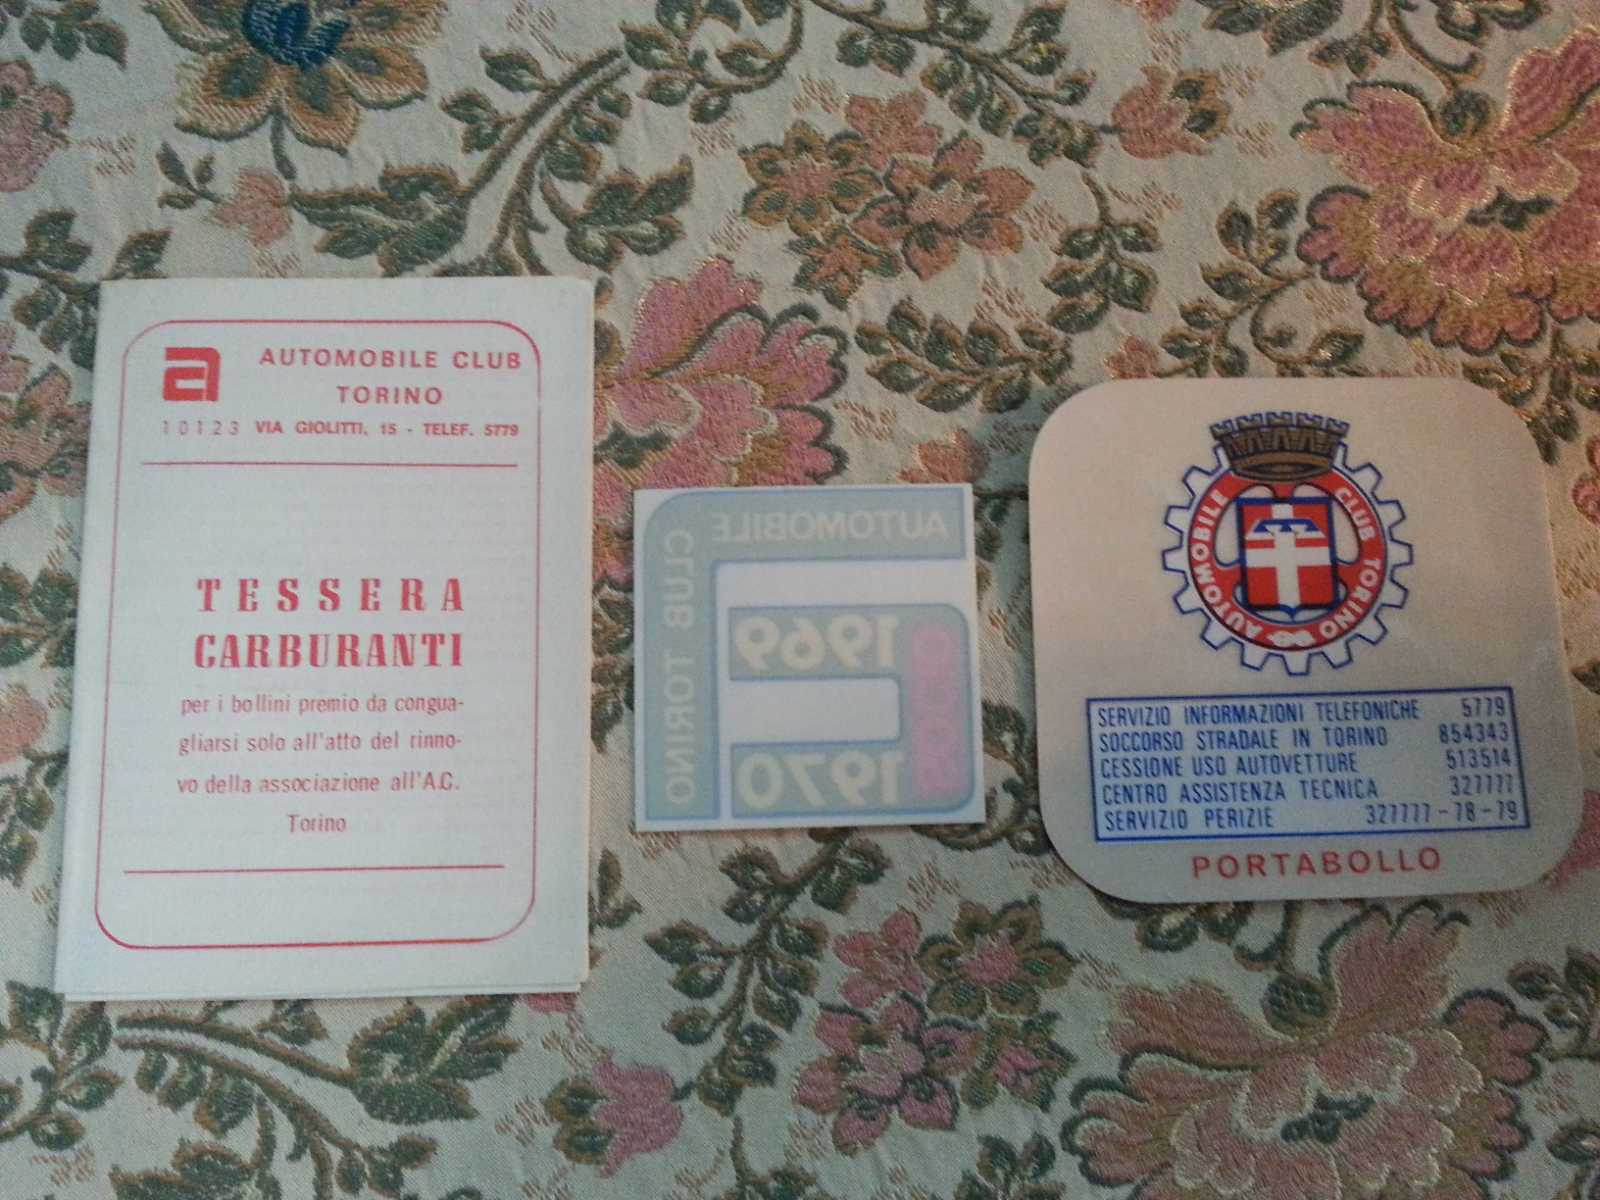 a AUTOMOBILE CLUB
TORINO
10123 VIA GIOLITTI, 15 - TELEF. 5779
TESSERA
CARBURANTI
per i bollini premio da congua-
gliarsi solo all'atto del rinno-
vo della associazione all'A.C.
Torino
AUTOMOBILE
CLUB TORINO
1969
1970
AUTOMOBILE CLUB TORINO
SERVIZIO INFORMAZIONI TELEFONICHE 5779
SOCCORSO STRADALE IN TORINO 854343
CESSIONE USO AUTOVETTURE 513514
CENTRO ASSISTENZA TECNICA 327777
SERVIZIO PERIZIE 327777-78-79
PORTABOLLO